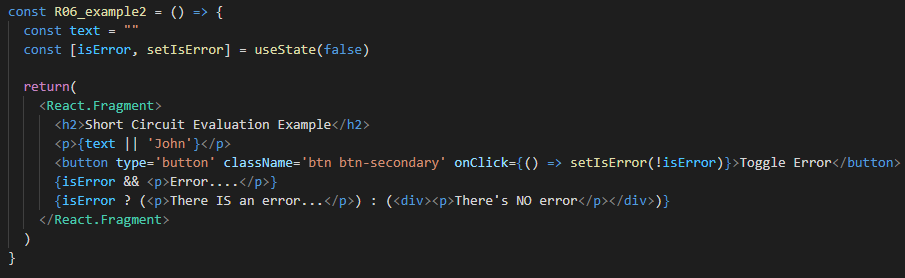 const R06_example2 = () => {
  const text = ""
  const [isError, setIsError] = useState(false)

  return(
    <React.Fragment>
      <h2>Short Circuit Evaluation Example</h2>
      <p>{text || 'John'}</p>
      <button type='button' className='btn btn-secondary' onClick={() => setIsError(!isError)}>Toggle Error</button>
      {isError && <p>Error....</p>}
      {isError ? (<p>There IS an error...</p>) : (<div><p>There's NO error</p></div>)}
    </React.Fragment>
  )
}